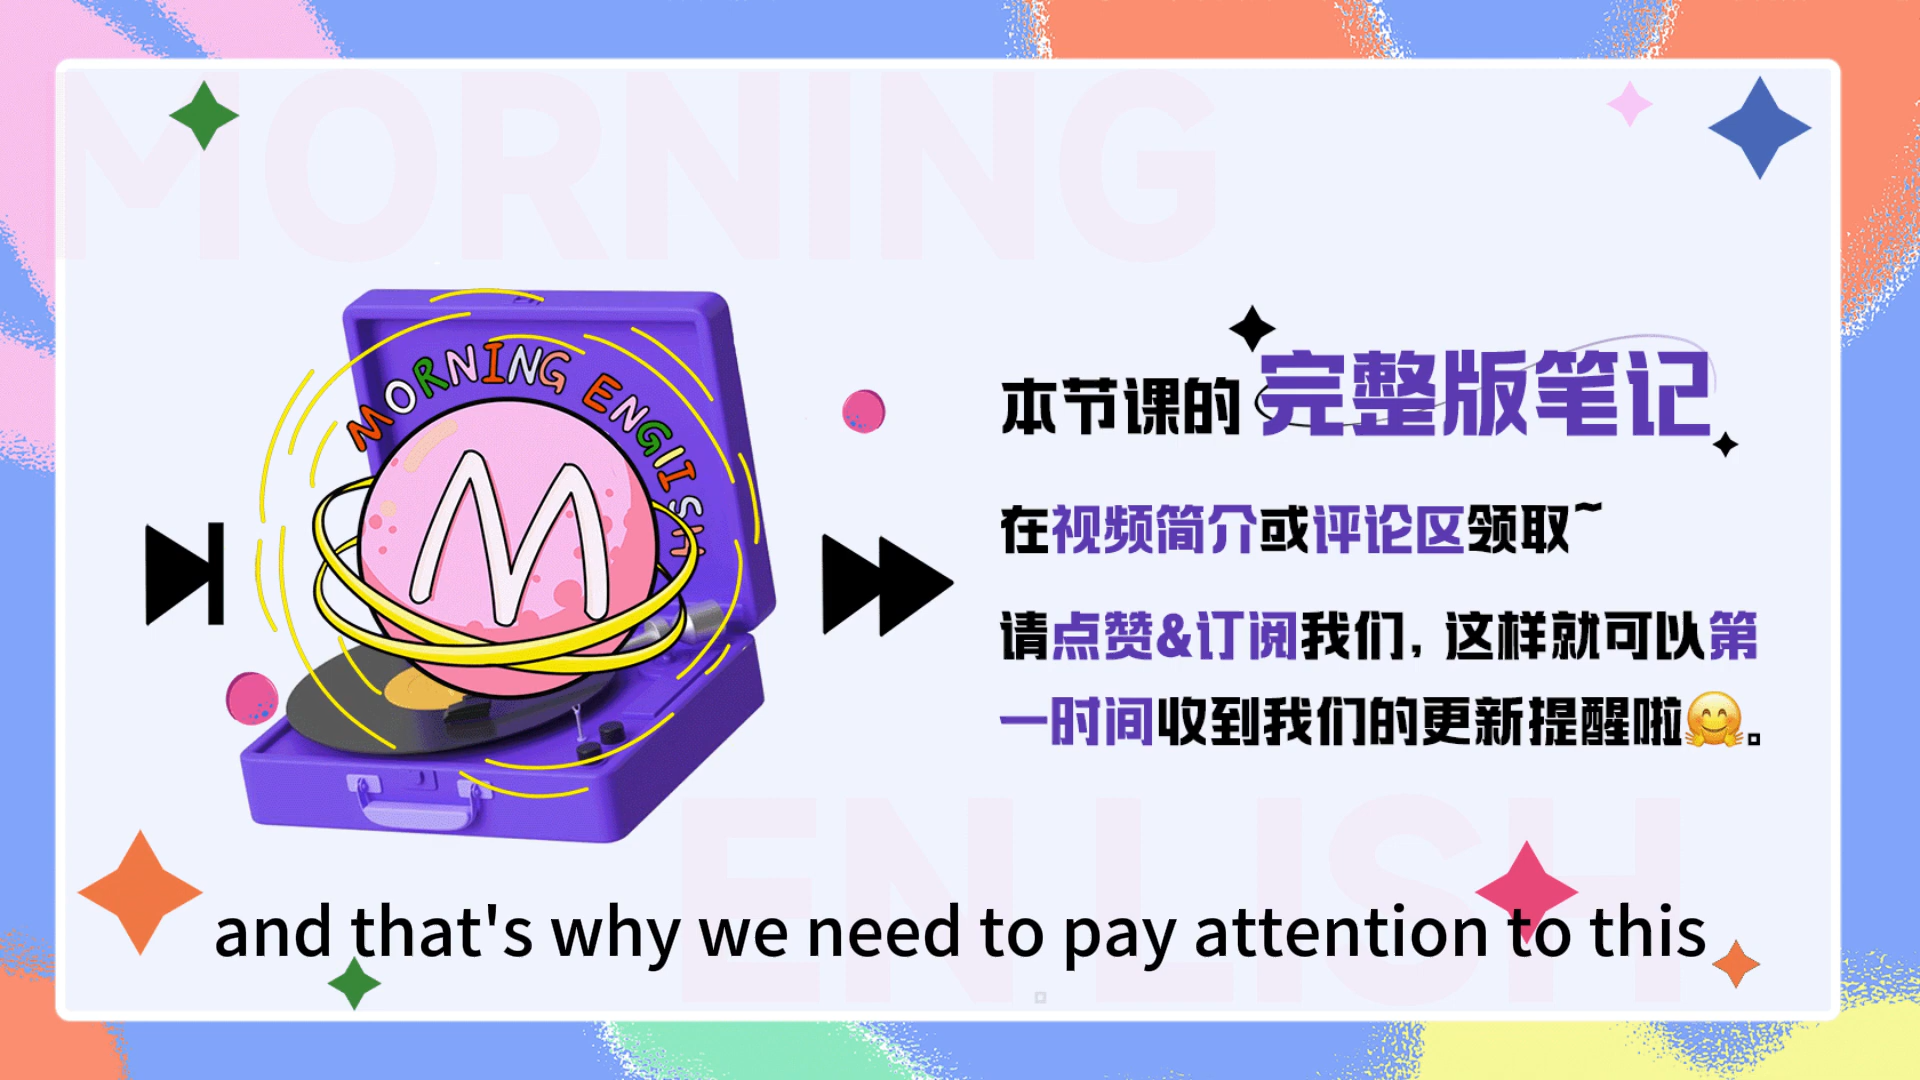 MORNING
MORNING ENGLISH
M
本节课的完整版笔记
在视频简介或评论区领取~
请点赞&订阅我们，这样就可以第
一时间收到我们的更新提醒啦🤗。
EN LISH
and that's why we need to pay attention to this